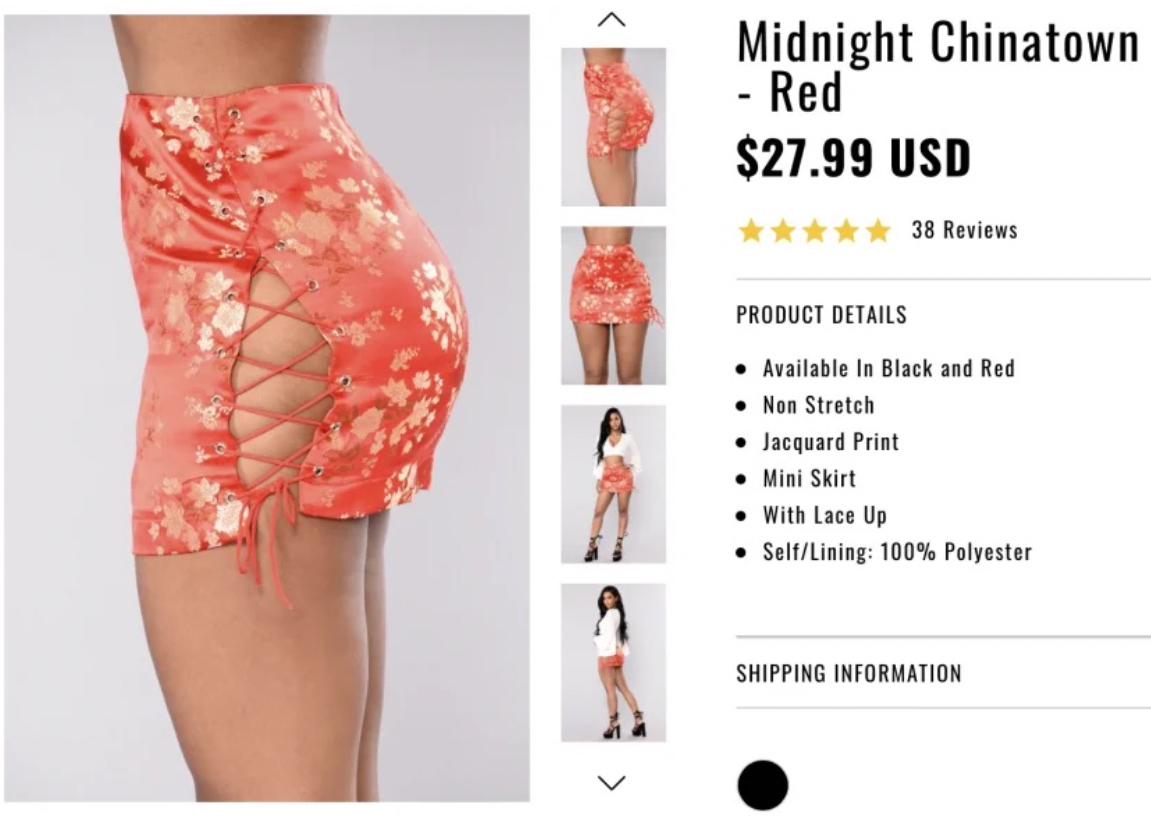 Midnight Chinatown
- Red
$27.99 USD
38 Reviews
PRODUCT DETAILS
Available In Black and Red
Non Stretch
Jacquard Print
Mini Skirt
With Lace Up
Self/Lining: 100% Polyester
SHIPPING INFORMATION